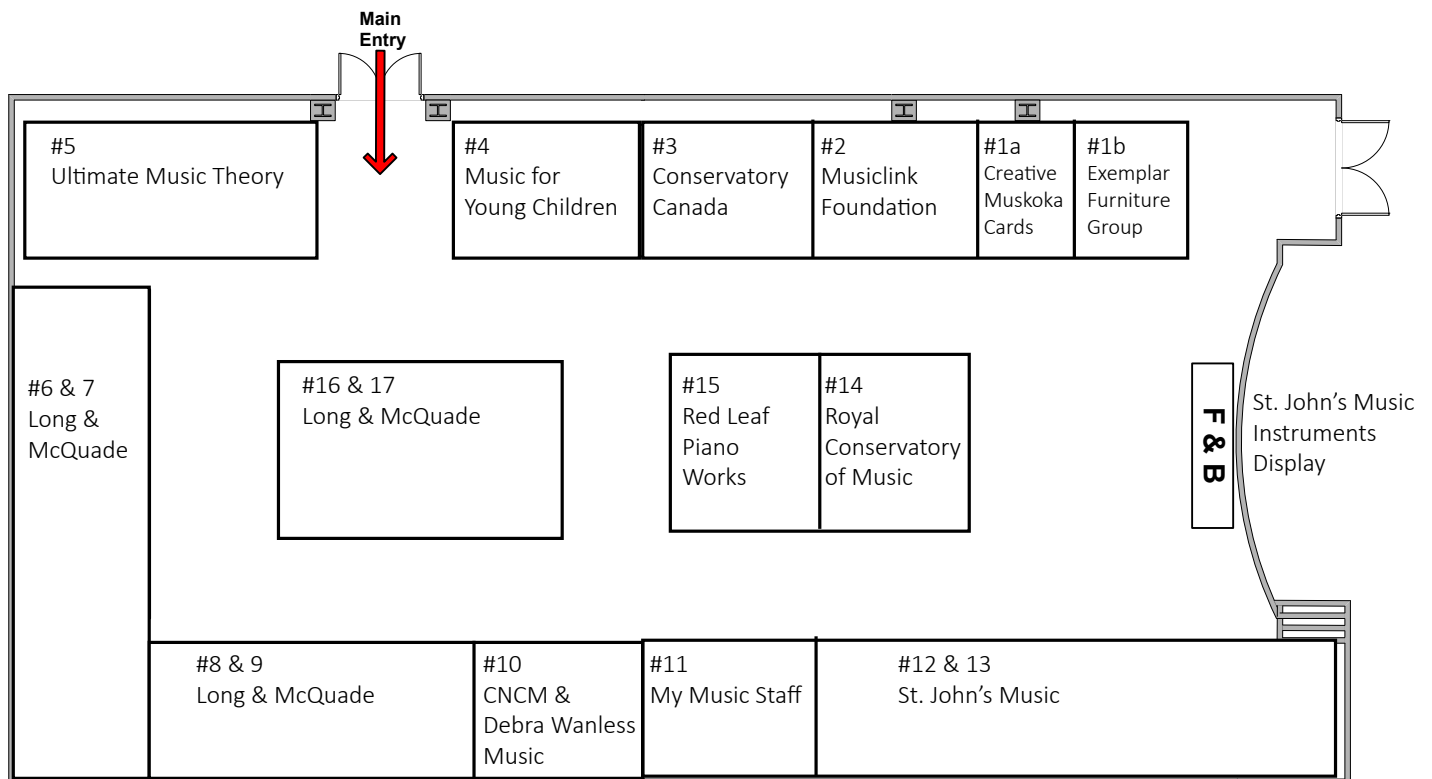 Main
Entry
#5
Ultimate Music Theory
#4
Music for
Young Children
#3
Conservatory
Canada
#2
Musiclink
Foundation
#1a
Creative
Muskoka
Cards
#1b
Exemplar
Furniture
Group
#6 & 7
Long &
McQuade
#16 & 17
Long & McQuade
#15
Red Leaf
Piano
Works
#14
Royal
Conservatory
of Music
F & B
St. John’s Music
Instruments
Display
#8 & 9
Long & McQuade
#10
CNCM &
Debra Wanless
Music
#11
My Music Staff
#12 & 13
St. John’s Music